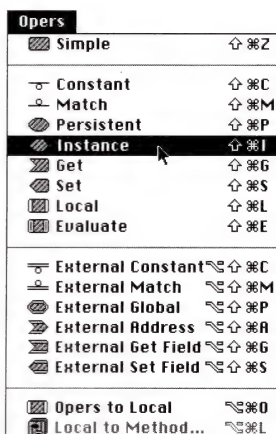 Opers
Simple ⇧⌘Z
Constant ⇧⌘C
Match ⇧⌘M
Persistent ⇧⌘P
Instance ⇧⌘I
Get ⇧⌘G
Set ⇧⌘S
Local ⇧⌘L
Evaluate ⇧⌘E
External Constant ⌥⇧⌘C
External Match ⌥⇧⌘M
External Global ⌥⇧⌘P
External Address ⌥⇧⌘A
External Get Field ⌥⇧⌘G
External Set Field ⌥⇧⌘S
Opers to Local ⌥⌘O
Local to Method... ⌥⌘L